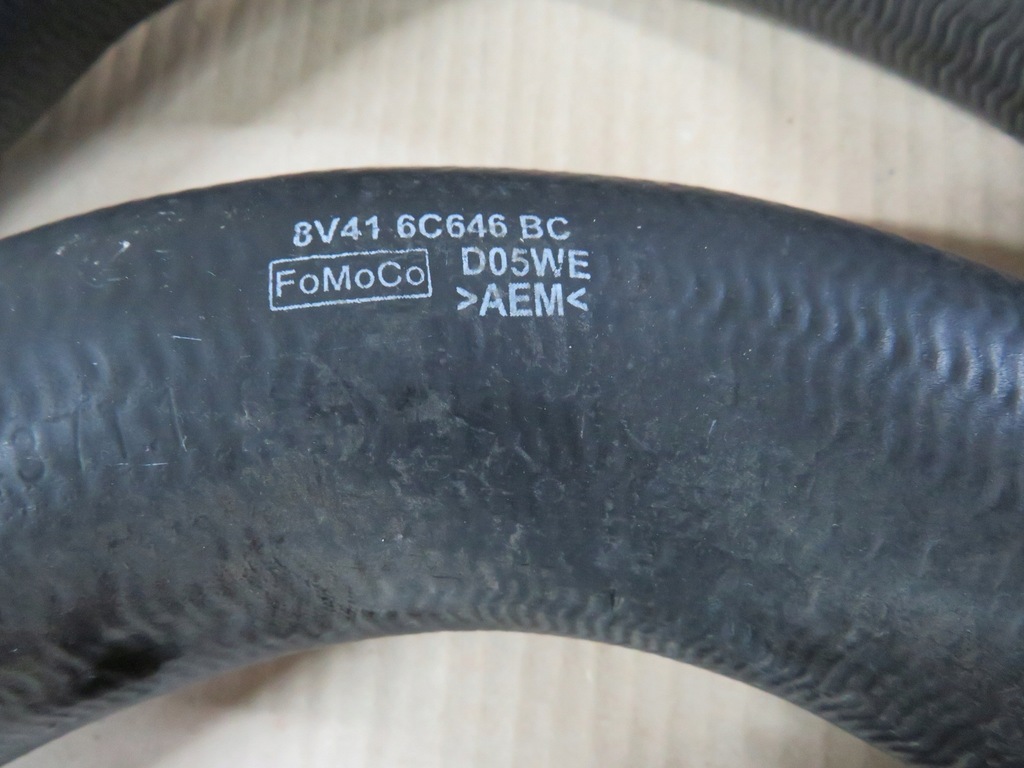 8V41 6C646 BC
FoMoCo
D05WE
>AEM<